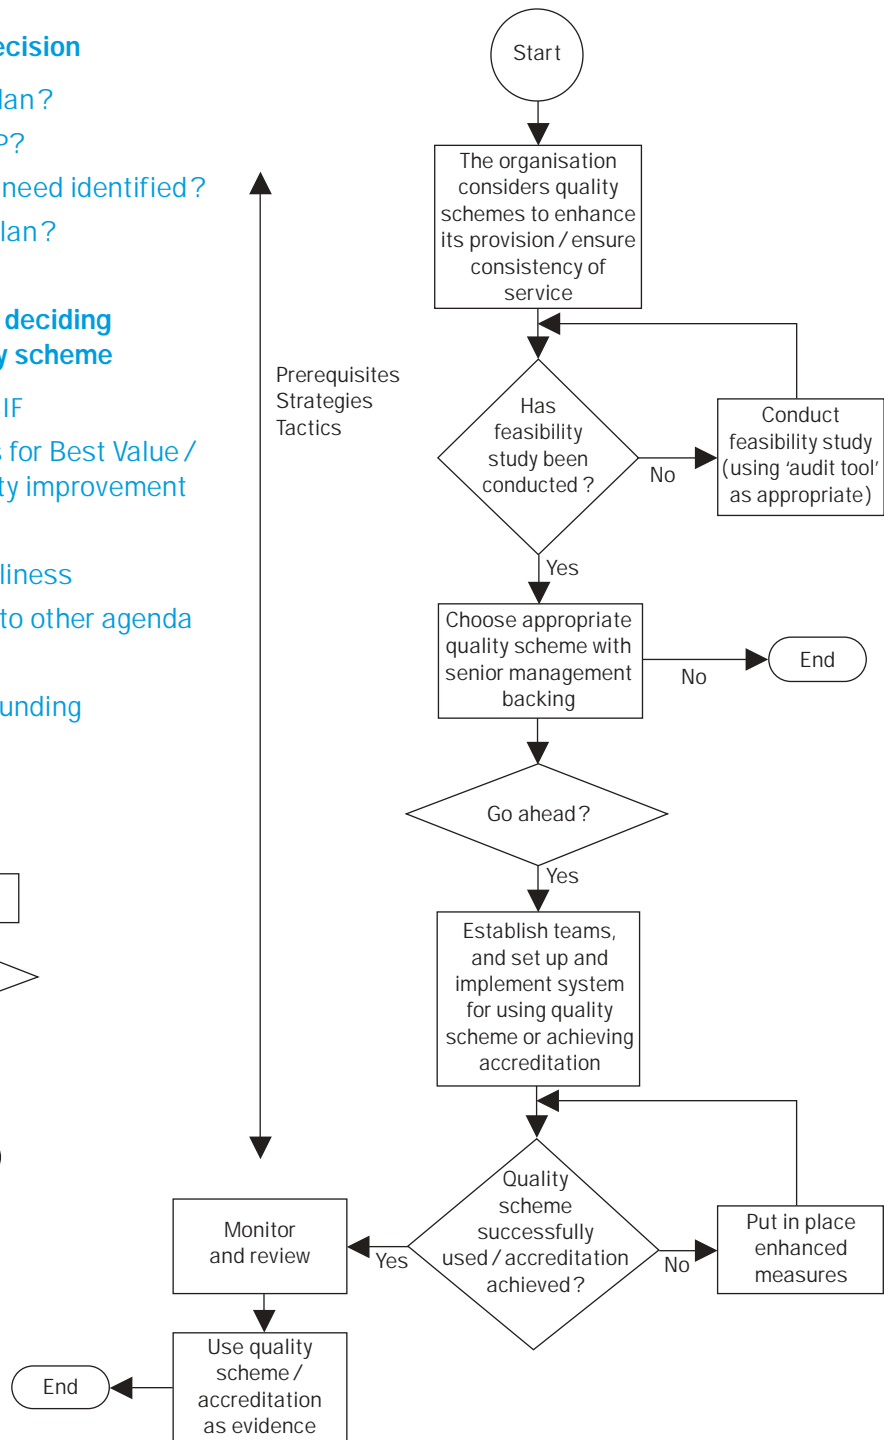 ecision
lan?
P?
need identified?
lan?
deciding
y scheme
IF
s for Best Value /
ty improvement
liness
to other agenda
unding
Prerequisites
Strategies
Tactics
Start
The organisation
considers quality
schemes to enhance
its provision / ensure
consistency of
service
Has
feasibility
study been
conducted?
No
Conduct
feasibility study
(using ‘audit tool’
as appropriate)
Yes
Choose appropriate
quality scheme with
senior management
backing
No
End
Go ahead?
Yes
Establish teams,
and set up and
implement system
for using quality
scheme or achieving
accreditation
Quality
scheme
successfully
used / accreditation
achieved?
No
Put in place
enhanced
measures
Yes
Monitor
and review
Use quality
scheme /
accreditation
as evidence
End